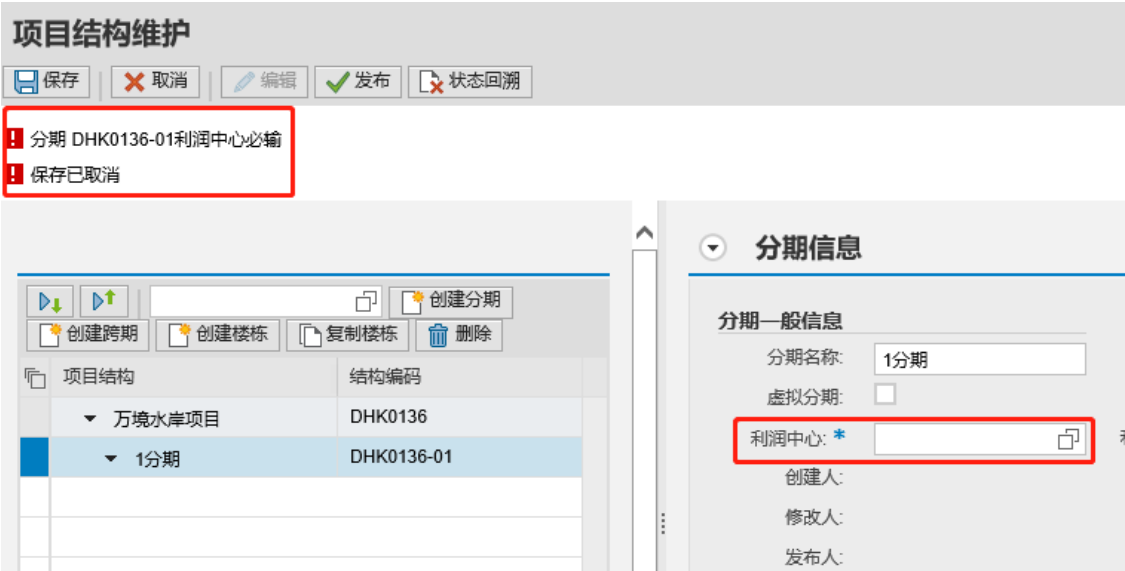 项目结构维护
保存 取消 编辑 发布 状态回溯
分期 DHK0136-01利润中心必输
保存已取消
创建分期
创建跨期 创建楼栋 复制楼栋 删除
项目结构 结构编码
万境水岸项目 DHK0136
1分期 DHK0136-01
分期信息
分期一般信息
分期名称: 1分期
虚拟分期:
利润中心: *
创建人:
修改人:
发布人: